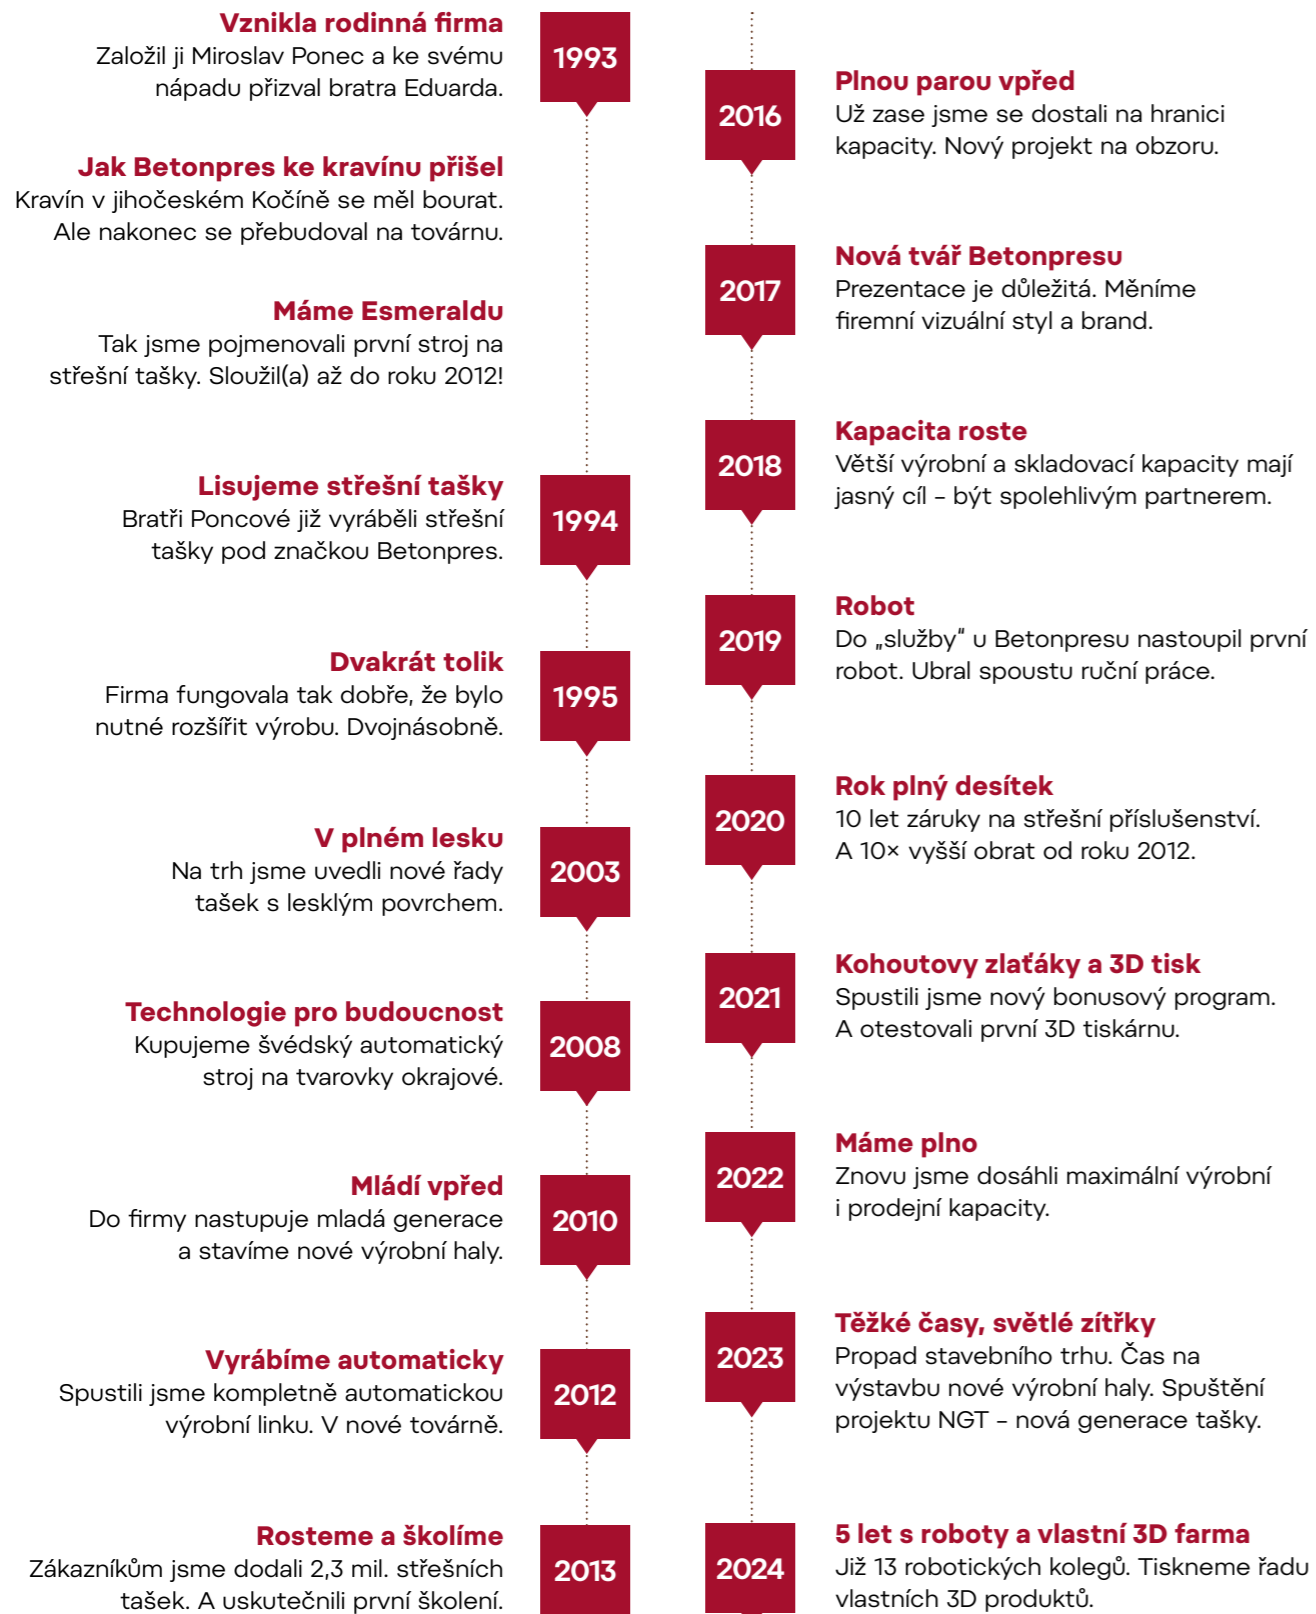 Vznikla rodinná firma
Založil ji Miroslav Ponec a ke svému
nápadu přizval bratra Eduarda.
1993
Jak Betonpres ke kravínu přišel
Kravín v jihočeském Kočíně se měl bourat.
Ale nakonec se přebudoval na továrnu.
Máme Esmeraldu
Tak jsme pojmenovali první stroj na
střešní tašky. Sloužil(a) až do roku 2012!
Lisujeme střešní tašky
Bratři Poncové již vyráběli střešní
tašky pod značkou Betonpres.
1994
Dvakrát tolik
Firma fungovala tak dobře, že bylo
nutné rozšířit výrobu. Dvojnásobně.
1995
V plném lesku
Na trh jsme uvedli nové řady
tašek s lesklým povrchem.
2003
Technologie pro budoucnost
Kupujeme švédský automatický
stroj na tvarovky okrajové.
2008
Mládí vpřed
Do firmy nastupuje mladá generace
a stavíme nové výrobní haly.
2010
Vyrábíme automaticky
Spustili jsme kompletně automatickou
výrobní linku. V nové továrně.
2012
Rosteme a školíme
Zákazníkům jsme dodali 2,3 mil. střešních
tašek. A uskutečnili první školení.
2013
2016
Plnou parou vpřed
Už zase jsme se dostali na hranici
kapacity. Nový projekt na obzoru.
2017
Nová tvář Betonpresu
Prezentace je důležitá. Měníme
firemní vizuální styl a brand.
2018
Kapacita roste
Větší výrobní a skladovací kapacity mají
jasný cíl – být spolehlivým partnerem.
2019
Robot
Do „služby“ u Betonpresu nastoupil první
robot. Ubral spoustu ruční práce.
2020
Rok plný desítek
10 let záruky na střešní příslušenství.
A 10× vyšší obrat od roku 2012.
2021
Kohoutovy zlaťáky a 3D tisk
Spustili jsme nový bonusový program.
A otestovali první 3D tiskárnu.
2022
Máme plno
Znovu jsme dosáhli maximální výrobní
i prodejní kapacity.
2023
Těžké časy, světlé zítřky
Propad stavebního trhu. Čas na
výstavbu nové výrobní haly. Spuštění
projektu NGT – nová generace tašky.
2024
5 let s roboty a vlastní 3D farma
Již 13 robotických kolegů. Tiskneme řadu
vlastních 3D produktů.